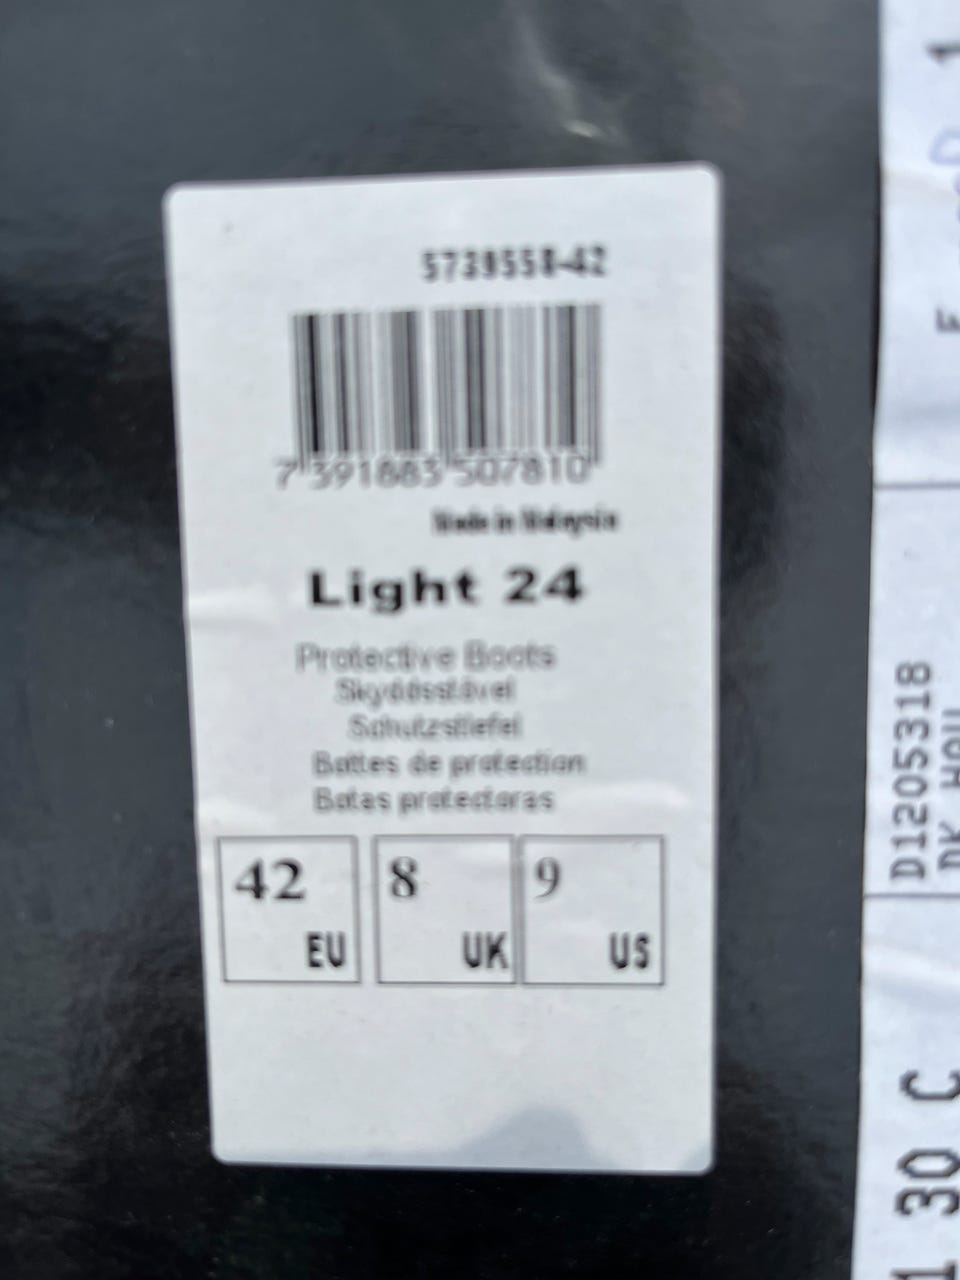 5739558-42
7 391883 507810
Made in Malaysia
Light 24
Protective Boots
Skyddsstövel
Schutzstiefel
Bottes de protection
Botas protectoras
42 EU
8 UK
9 US
D1205318
30 C